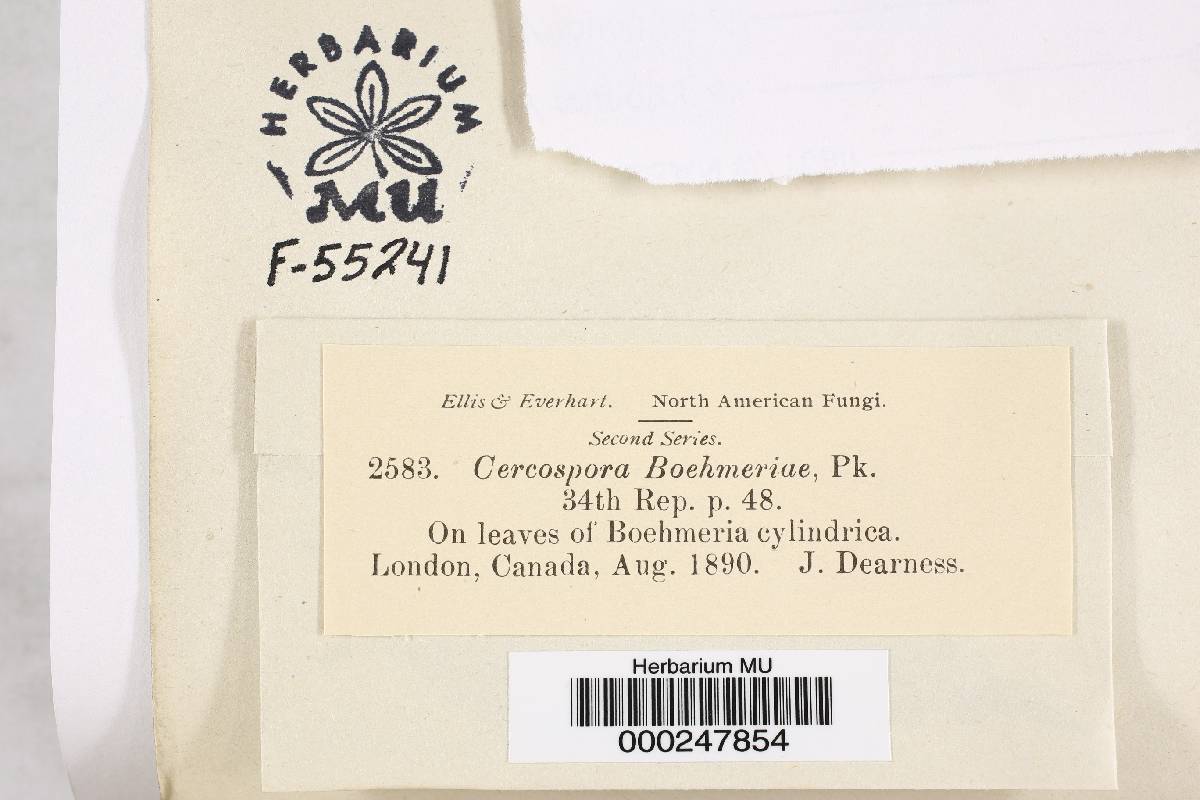 HERBARIUM
MU
F-55241
Ellis & Everhart. North American Fungi.
Second Series.
2583. Cercospora Boehmeriae, Pk.
34th Rep. p. 48.
On leaves of Boehmeria cylindrica.
London, Canada, Aug. 1890. J. Dearness.
Herbarium MU
000247854